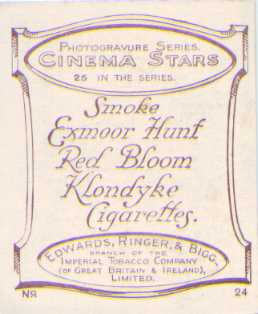 PHOTOGRAVURE SERIES.
CINEMA STARS
25 IN THE SERIES.
Smoke
Exmoor Hunt
Red Bloom
Klondyke
Cigarettes.
EDWARDS, RINGER, & BIGG.
BRANCH OF THE
IMPERIAL TOBACCO COMPANY
(OF GREAT BRITAIN & IRELAND),
LIMITED.
No 24